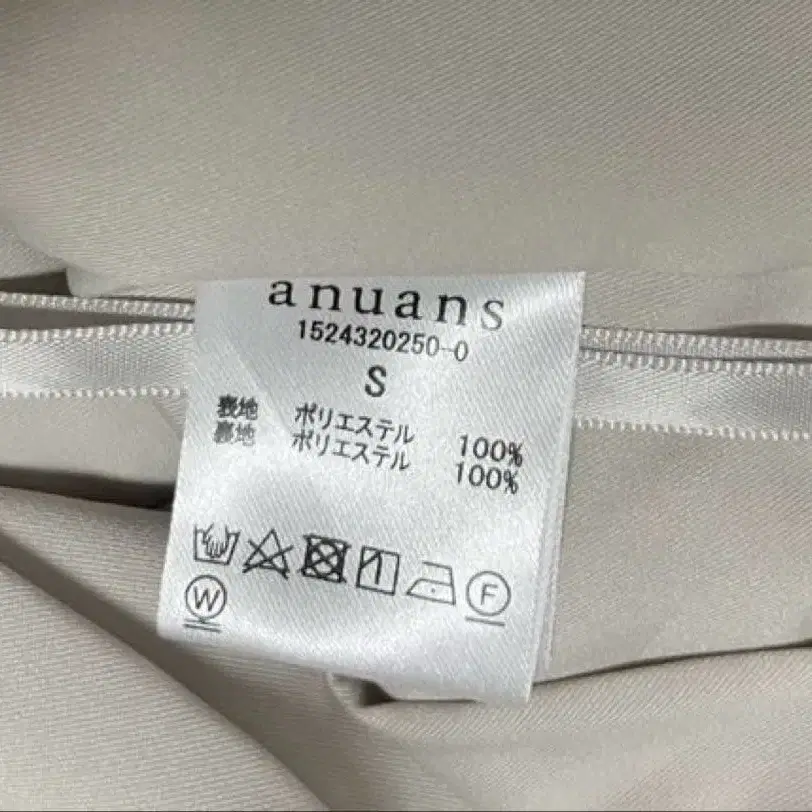 anuans
1524320250-0
S
表地 ポリエステル 100%
裏地 ポリエステル 100%
F
W